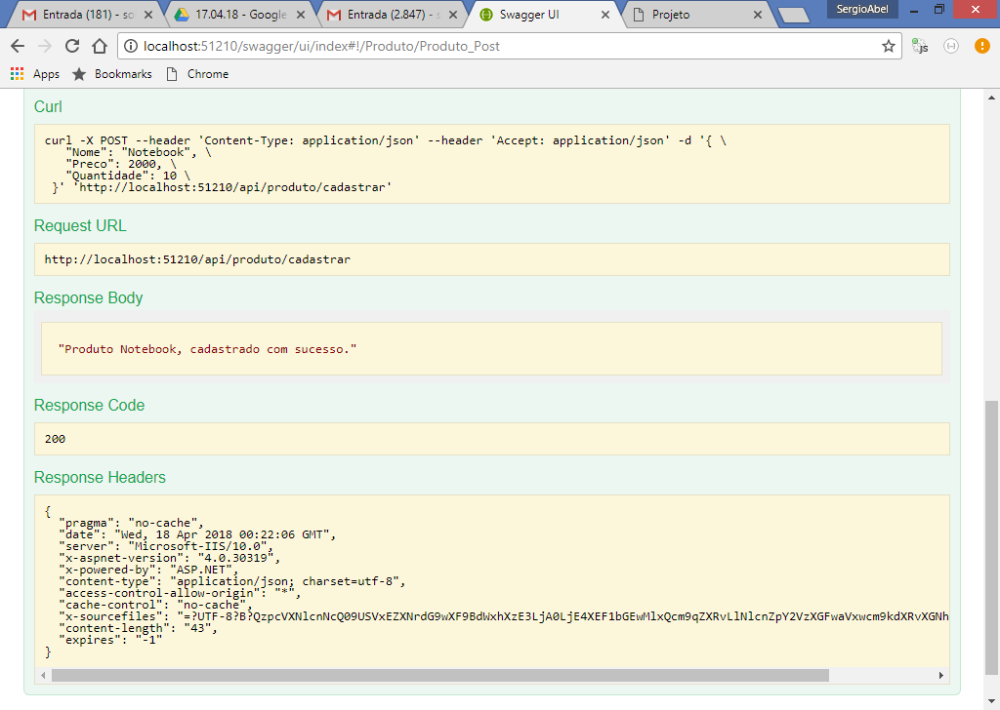 Entrada (181) - so
17.04.18 - Google
Entrada (2.847) - s
Swagger UI
Projeto
SergioAbel
localhost:51210/swagger/ui/index#!/Produto/Produto_Post
Apps
Bookmarks
Chrome
Curl
curl -X POST --header 'Content-Type: application/json' --header 'Accept: application/json' -d '{ \
"Nome": "Notebook", \
"Preco": 2000, \
"Quantidade": 10 \
}' 'http://localhost:51210/api/produto/cadastrar'
Request URL
http://localhost:51210/api/produto/cadastrar
Response Body
"Produto Notebook, cadastrado com sucesso."
Response Code
200
Response Headers
{
"pragma": "no-cache",
"date": "Wed, 18 Apr 2018 00:22:06 GMT",
"server": "Microsoft-IIS/10.0",
"x-aspnet-version": "4.0.30319",
"x-powered-by": "ASP.NET",
"content-type": "application/json; charset=utf-8",
"access-control-allow-origin": "*",
"cache-control": "no-cache",
"x-sourcefiles": "=?UTF-8?B?QzpcVXNlcnNcQ09USVxEZXNrdG9wXF9BdWxhXzE3LjA0LjE4XEF1bGEwMlxQcm9qZXRvLlNlcnZpY2VzXGFwaVxwcm9kdXRvXGNh
"content-length": "43",
"expires": "-1"
}